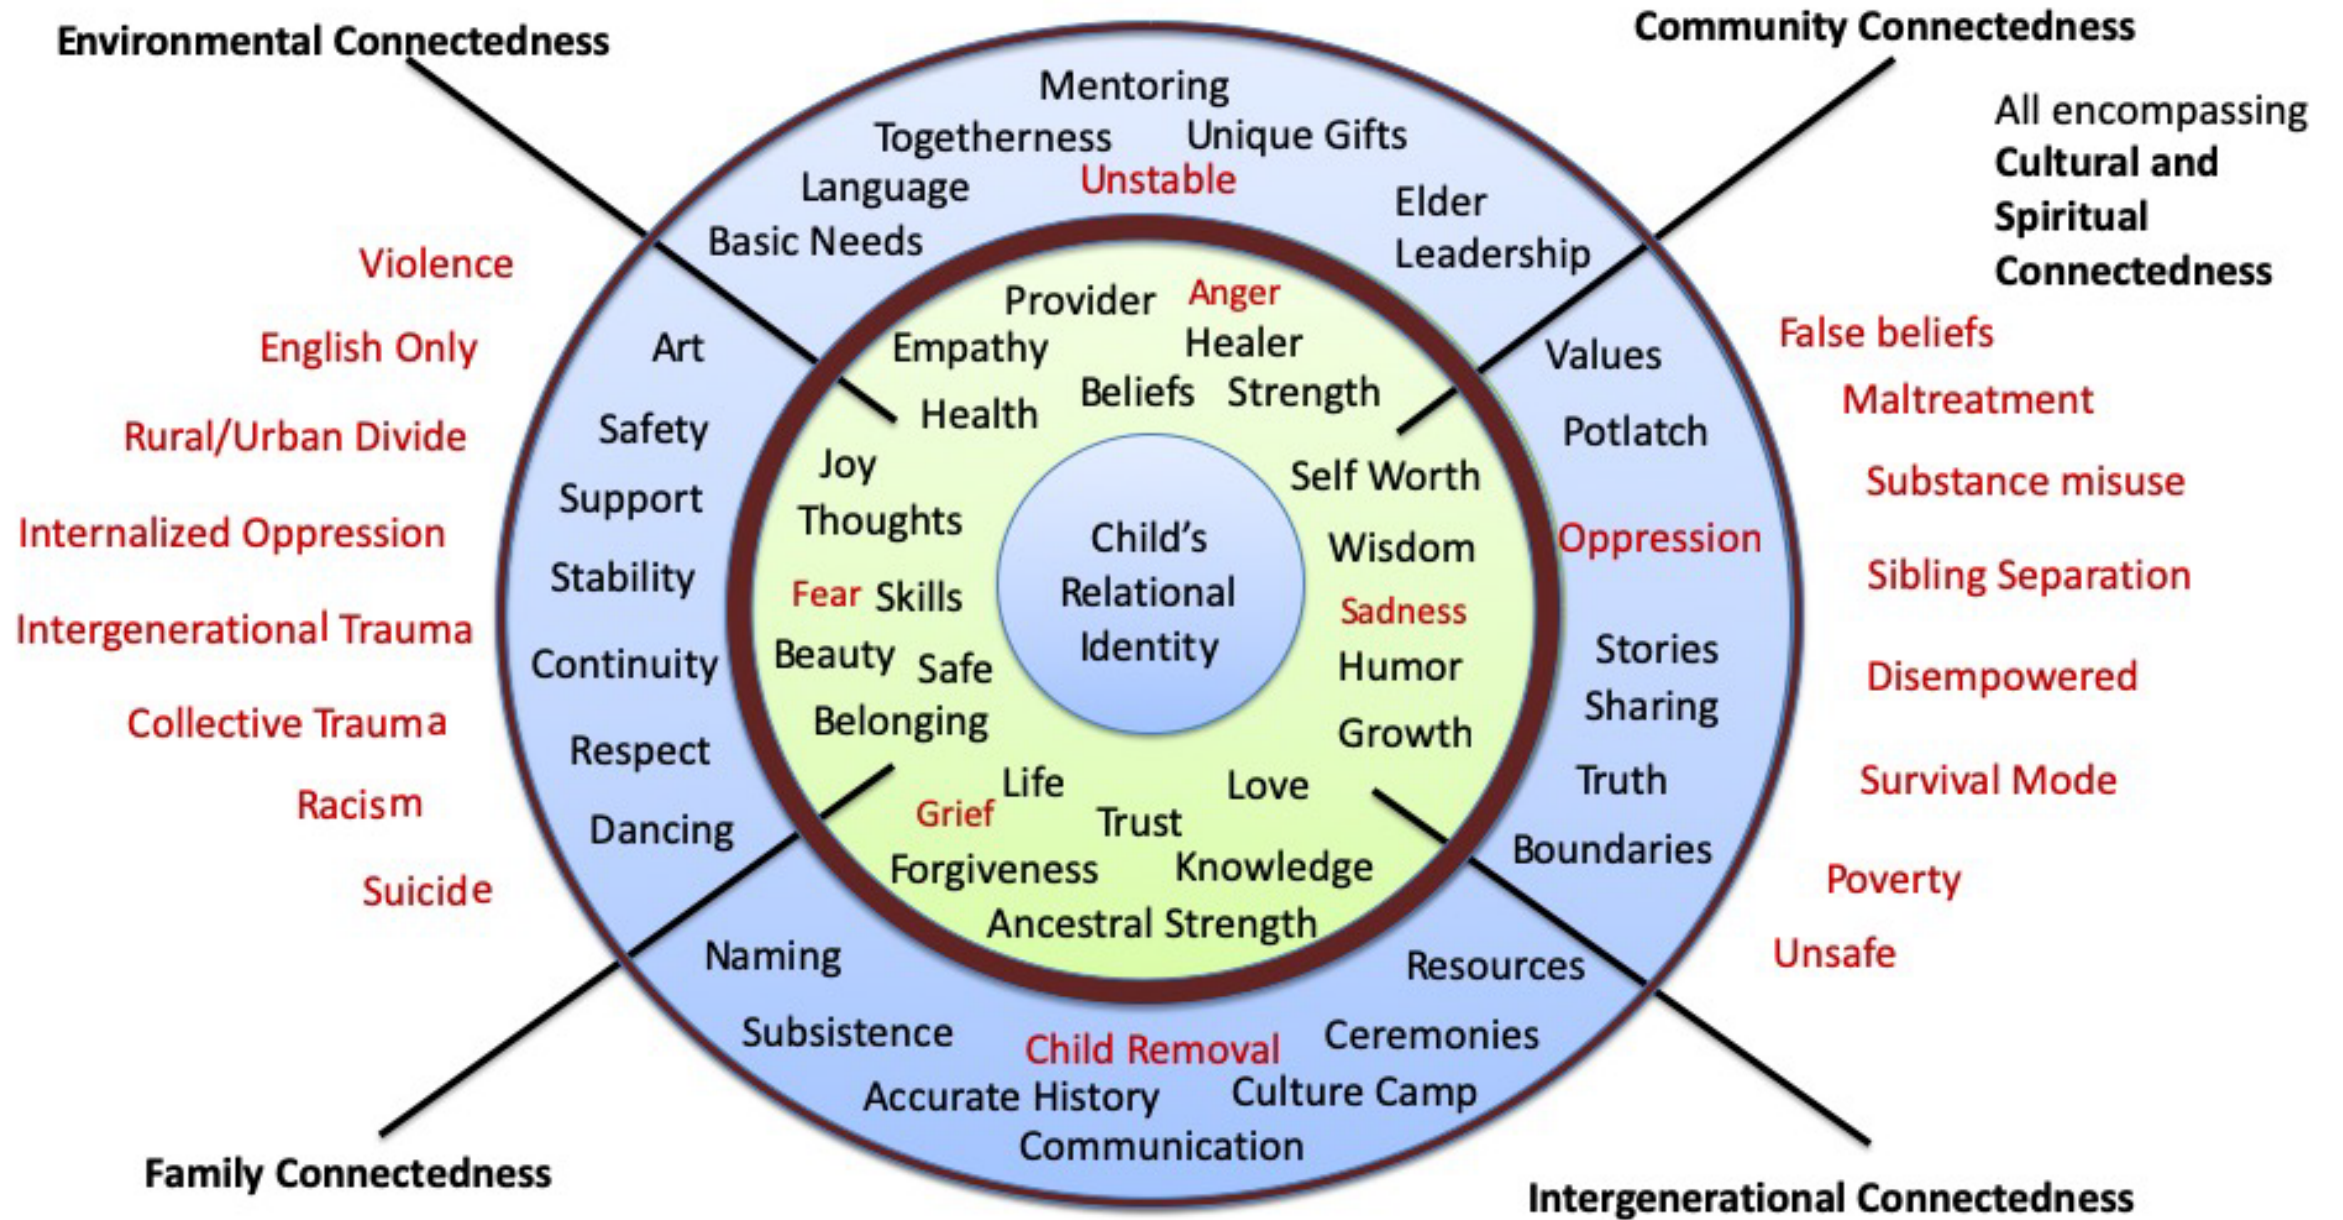 Environmental Connectedness
Community Connectedness
All encompassing
Cultural and
Spiritual
Connectedness
Mentoring
Togetherness
Unique Gifts
Language
Unstable
Elder
Leadership
Basic Needs
Violence
English Only
Rural/Urban Divide
Internalized Oppression
Intergenerational Trauma
Collective Trauma
Racism
Suicide
Art
Safety
Support
Stability
Continuity
Respect
Dancing
Provider
Anger
Empathy
Healer
Beliefs
Strength
Health
Joy
Thoughts
Fear
Skills
Beauty
Safe
Belonging
Child's
Relational
Identity
Self Worth
Wisdom
Sadness
Humor
Growth
Life
Love
Grief
Trust
Forgiveness
Knowledge
Ancestral Strength
Values
Potlatch
Oppression
Stories
Sharing
Truth
Boundaries
False beliefs
Maltreatment
Substance misuse
Sibling Separation
Disempowered
Survival Mode
Poverty
Unsafe
Naming
Resources
Subsistence
Child Removal
Ceremonies
Accurate History
Culture Camp
Communication
Family Connectedness
Intergenerational Connectedness